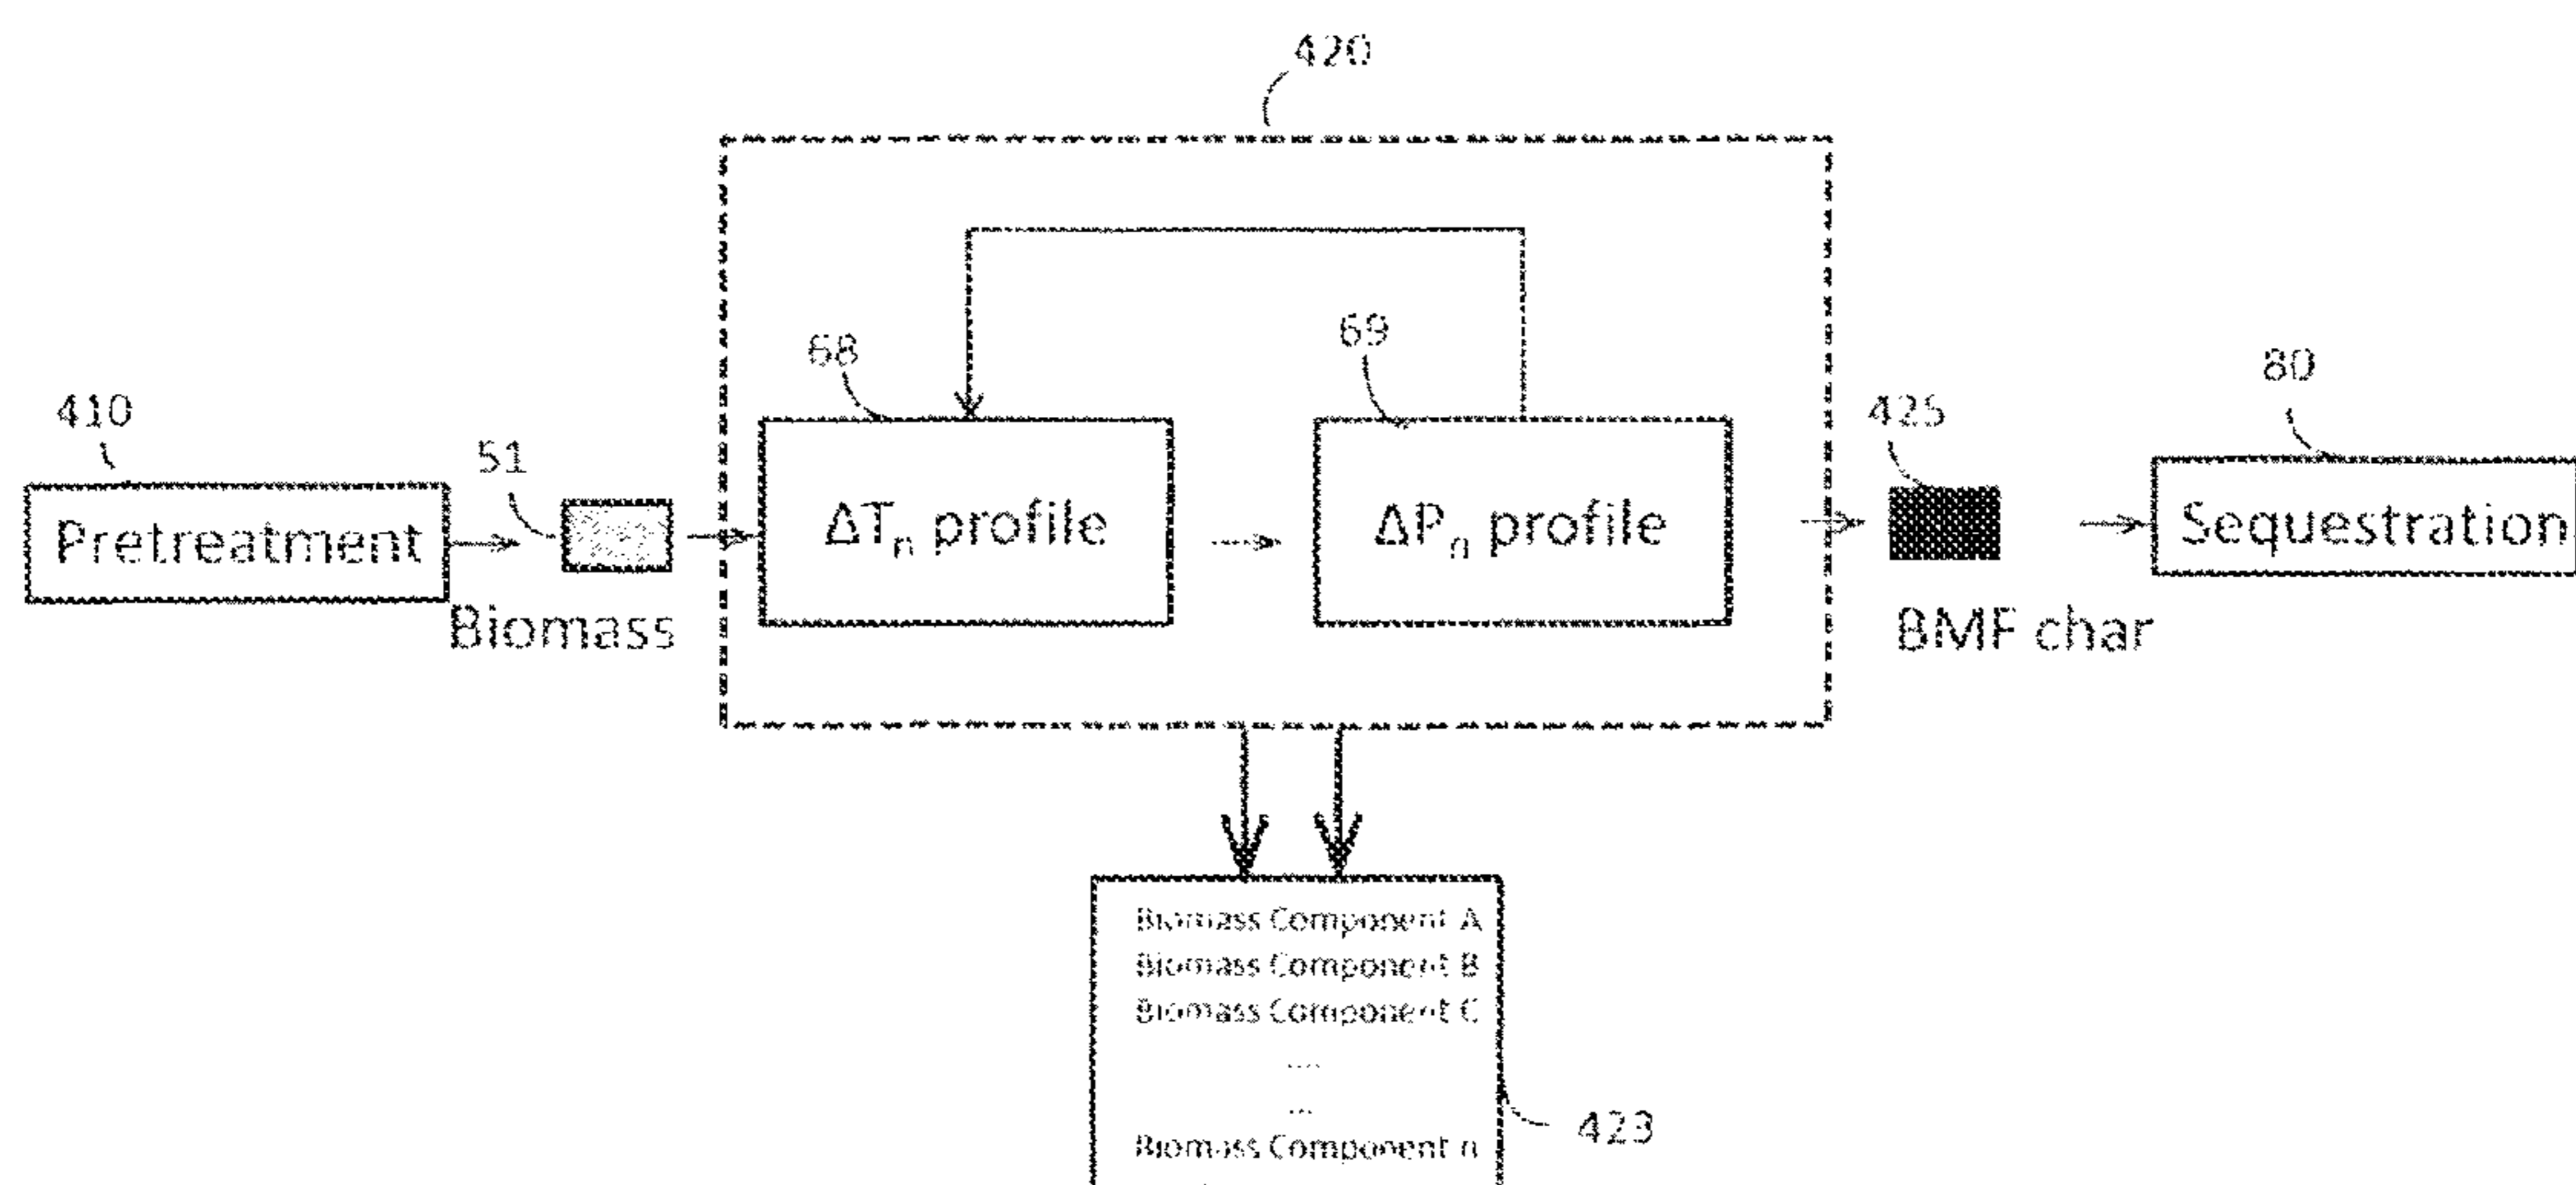 420
68
69
80
410
425
51
Pretreatment
ΔTn profile
ΔPn profile
Sequestration
Biomass
BMF char
Biomass Component A
Biomass Component B
Biomass Component C
...
...
Biomass Component n
423